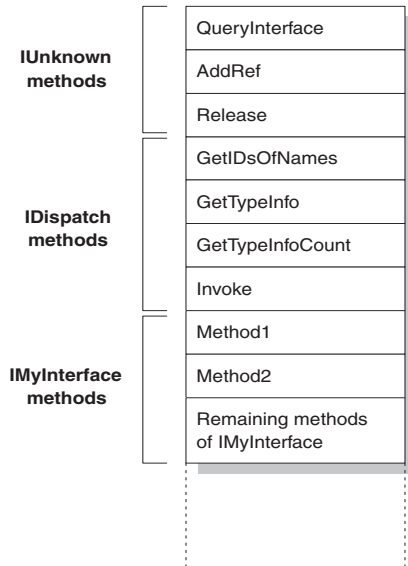 IUnknown
methods
QueryInterface
AddRef
Release
IDispatch
methods
GetIDsOfNames
GetTypeInfo
GetTypeInfoCount
Invoke
IMyInterface
methods
Method1
Method2
Remaining methods
of IMyInterface